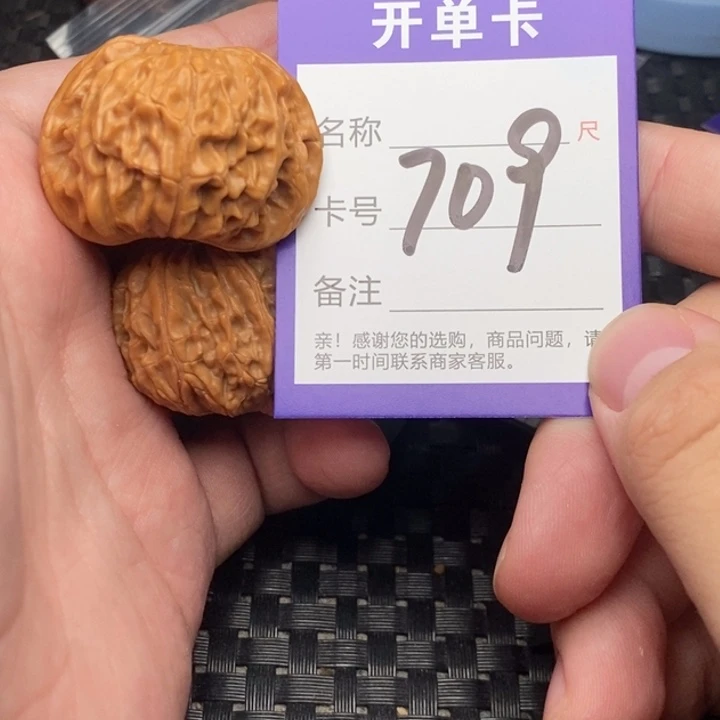 开单卡
名称 尺
709
卡号
备注
亲！感谢您的选购，商品问题，请
第一时间联系商家客服。